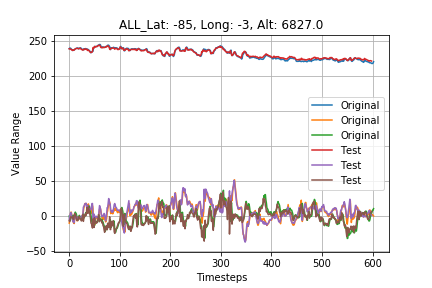 ALL_Lat: -85, Long: -3, Alt: 6827.0
250
200
150
100
50
0
−50
Value Range
Original
Original
Original
Test
Test
Test
0
100
200
300
400
500
600
Timesteps